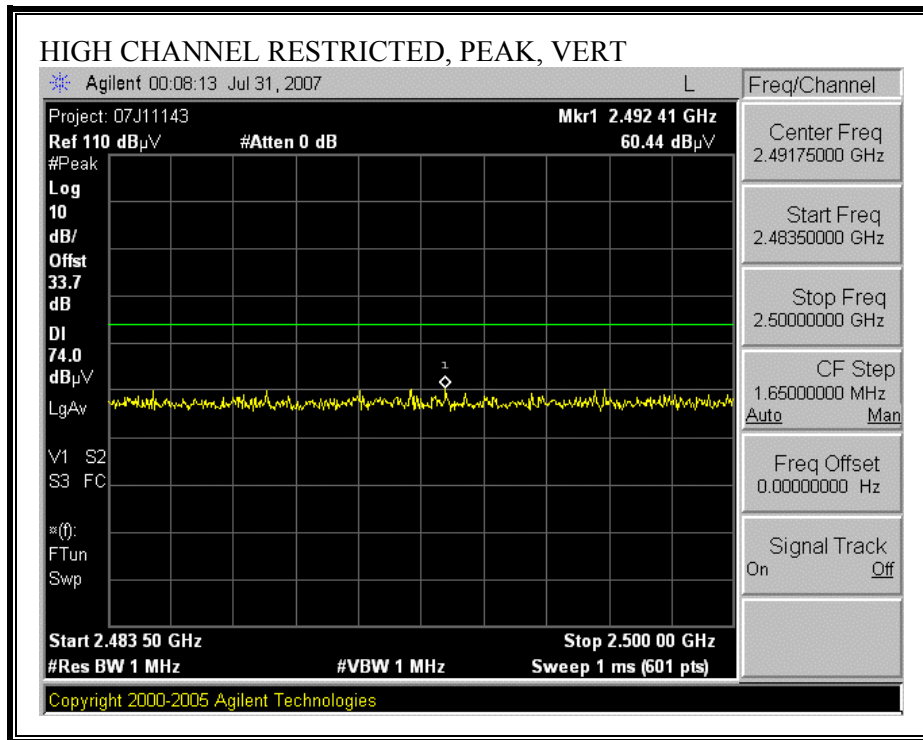 HIGH CHANNEL RESTRICTED, PEAK, VERT
Agilent 00:08:13 Jul 31, 2007 L
Project: 07J11143 Mkr1 2.492 41 GHz
Ref 110 dBµV #Atten 0 dB 60.44 dBµV
#Peak
Log
10
dB/
Offst
33.7
dB
DI
74.0
dBµV
LgAv
V1 S2
S3 FC
¤(f):
FTun
Swp
1
Start 2.483 50 GHz Stop 2.500 00 GHz
#Res BW 1 MHz #VBW 1 MHz Sweep 1 ms (601 pts)
Copyright 2000-2005 Agilent Technologies
Freq/Channel
Center Freq
2.49175000 GHz
Start Freq
2.48350000 GHz
Stop Freq
2.50000000 GHz
CF Step
1.65000000 MHz
Auto Man
Freq Offset
0.00000000 Hz
Signal Track
On Off